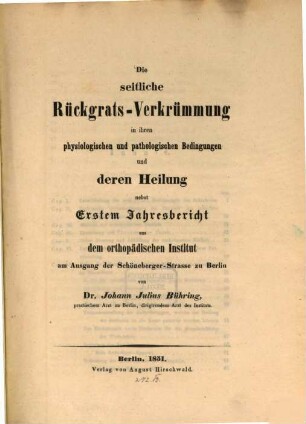 Die
seitliche
Rückgrats-Verkrümmung
in ihren
physiologischen und pathologischen Bedingungen
und
deren Heilung
nebst
Erstem Jahresbericht
aus
dem orthopädischen Institut
am Ausgang der Schöneberger-Strasse zu Berlin
von
Dr. Johann Julius Bühring,
practischem Arzt zu Berlin, dirigirendem Arzt des Instituts.
Berlin, 1851.
Verlag von August Hirschwald.